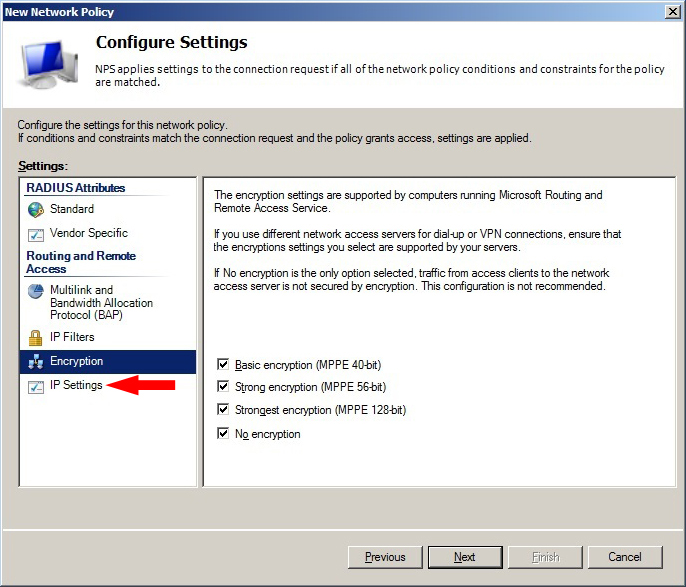 New Network Policy
Configure Settings
NPS applies settings to the connection request if all of the network policy conditions and constraints for the policy
are matched.
Configure the settings for this network policy.
If conditions and constraints match the connection request and the policy grants access, settings are applied.
Settings:
RADIUS Attributes
Standard
Vendor Specific
Routing and Remote
Access
Multilink and
Bandwidth Allocation
Protocol (BAP)
IP Filters
Encryption
IP Settings
The encryption settings are supported by computers running Microsoft Routing and
Remote Access Service.
If you use different network access servers for dial-up or VPN connections, ensure that
the encryptions settings you select are supported by your servers.
If No encryption is the only option selected, traffic from access clients to the network
access server is not secured by encryption. This configuration is not recommended.
Basic encryption (MPPE 40-bit)
Strong encryption (MPPE 56-bit)
Strongest encryption (MPPE 128-bit)
No encryption
Previous
Next
Finish
Cancel